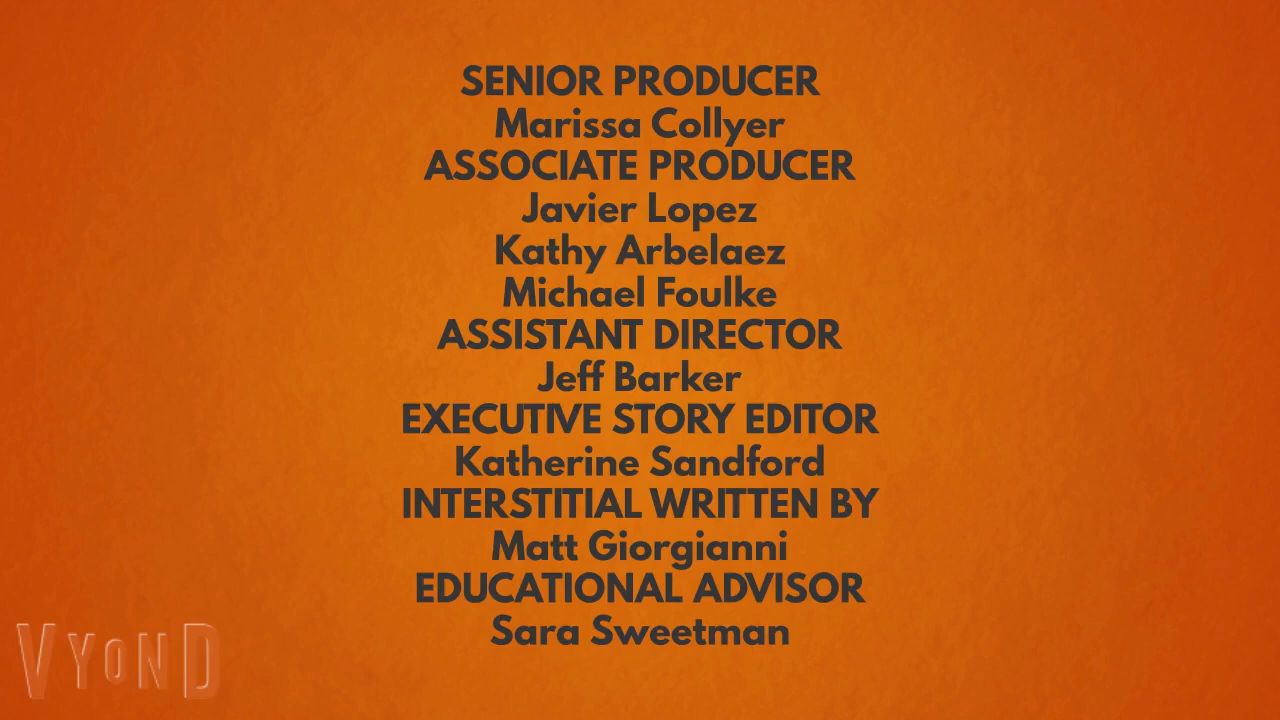 SENIOR PRODUCER
Marissa Collyer
ASSOCIATE PRODUCER
Javier Lopez
Kathy Arbelaez
Michael Foulke
ASSISTANT DIRECTOR
Jeff Barker
EXECUTIVE STORY EDITOR
Katherine Sandford
INTERSTITIAL WRITTEN BY
Matt Giorgianni
EDUCATIONAL ADVISOR
Sara Sweetman
VYOND